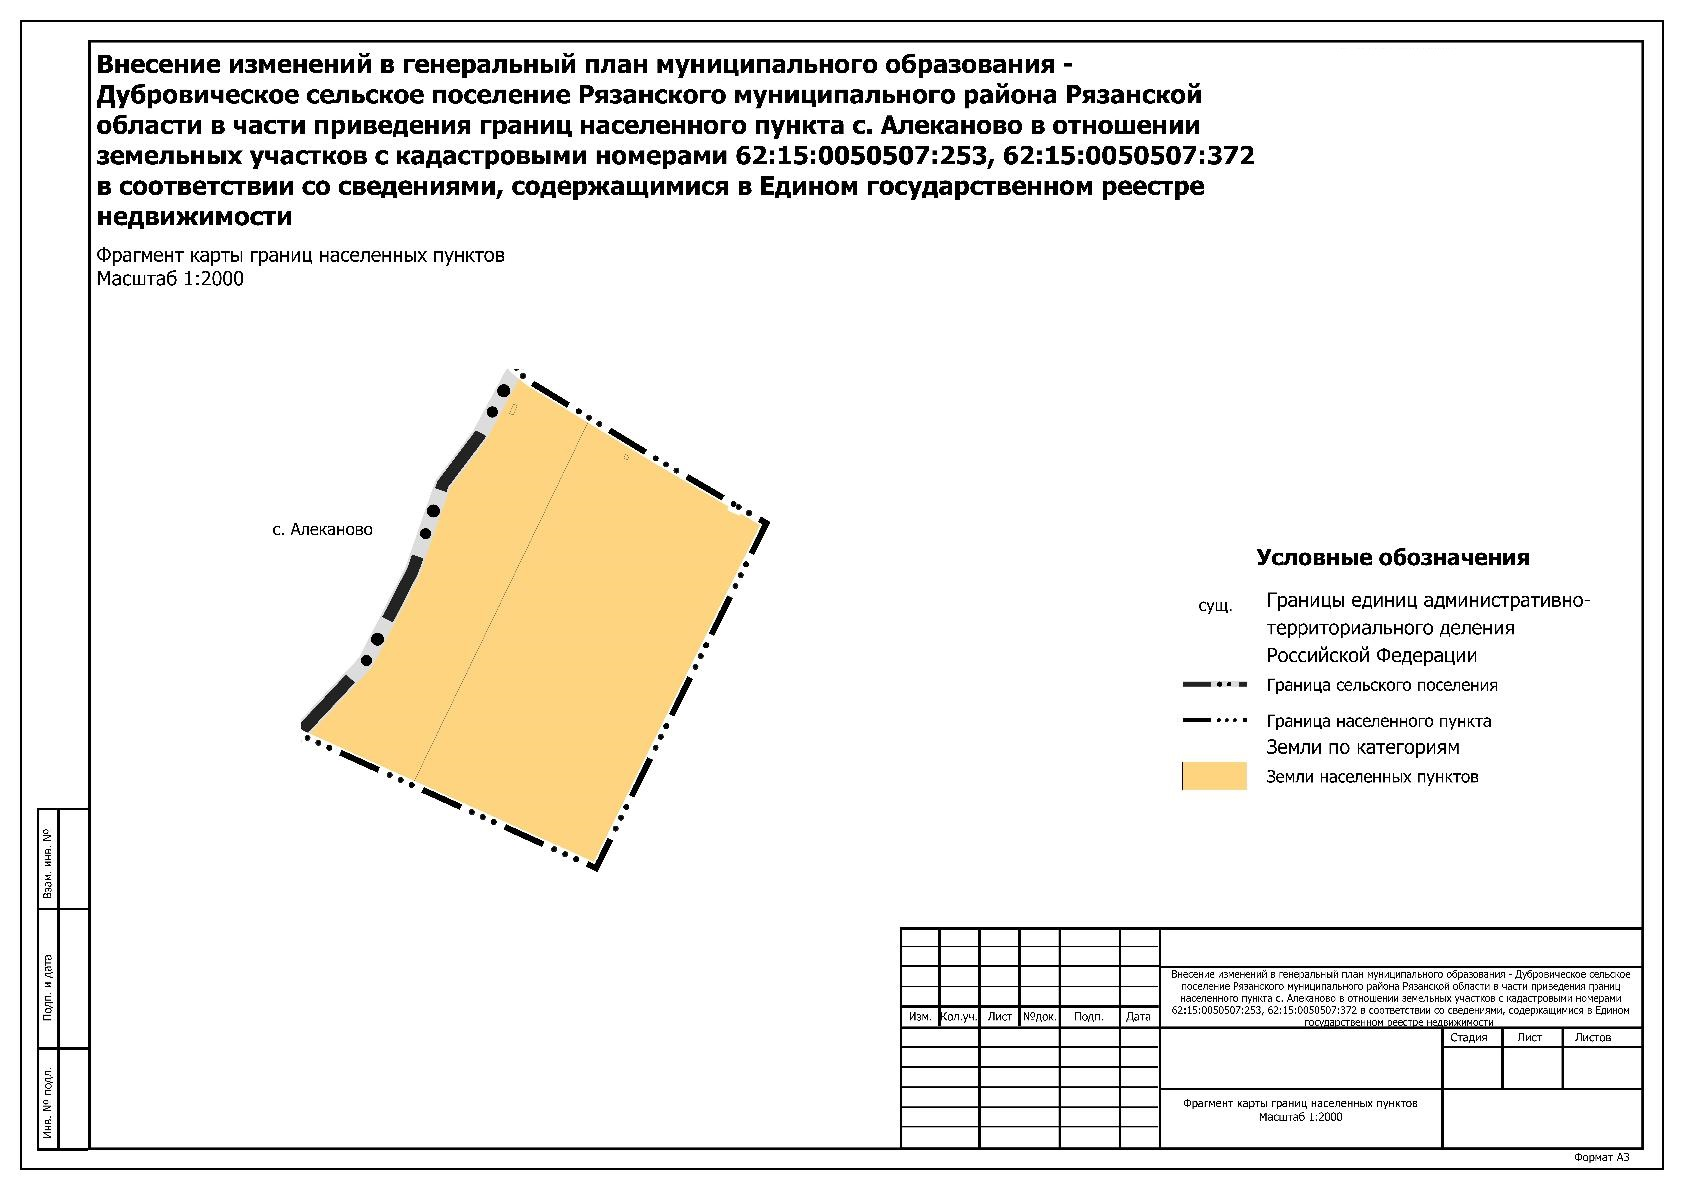 Внесение изменений в генеральный план муниципального образования -
Дубровическое сельское поселение Рязанского муниципального района Рязанской
области в части приведения границ населенного пункта с. Алеканово в отношении
земельных участков с кадастровыми номерами 62:15:0050507:253, 62:15:0050507:372
в соответствии со сведениями, содержащимися в Едином государственном реестре
недвижимости
Фрагмент карты границ населенных пунктов
Масштаб 1:2000
с. Алеканово
Условные обозначения
сущ.
Границы единиц административно-
территориального деления
Российской Федерации
Граница сельского поселения
Граница населенного пункта
Земли по категориям
Земли населенных пунктов
Взам. инв. №
Подп. и дата
Инв. № подл.
Изм. Кол.уч. Лист №док. Подп. Дата
Внесение изменений в генеральный план муниципального образования - Дубровическое сельское
поселение Рязанского муниципального района Рязанской области в части приведения границ
населенного пункта с. Алеканово в отношении земельных участков с кадастровыми номерами
62:15:0050507:253, 62:15:0050507:372 в соответствии со сведениями, содержащимися в Едином
государственном реестре недвижимости
Стадия Лист Листов
Фрагмент карты границ населенных пунктов
Масштаб 1:2000
Формат А3